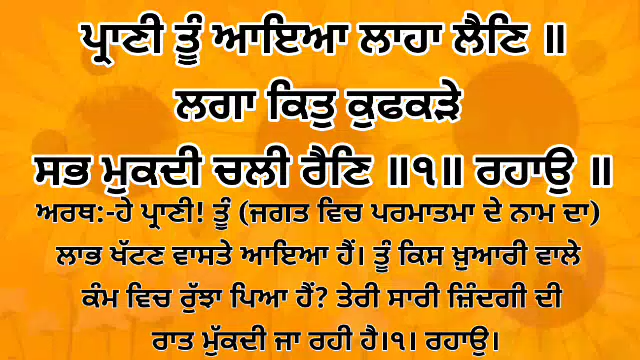 ਪ੍ਰਾਣੀ ਤੂੰ ਆਇਆ ਲਾਹਾ ਲੈਣਿ ॥
ਲਗਾ ਕਿਤੁ ਕੁਫਕੜੇ
ਸਭ ਮੁਕਦੀ ਚਲੀ ਰੈਣਿ ॥੧॥ ਰਹਾਉ ॥
ਅਰਥ:-ਹੇ ਪ੍ਰਾਣੀ! ਤੂੰ (ਜਗਤ ਵਿਚ ਪਰਮਾਤਮਾ ਦੇ ਨਾਮ ਦਾ)
ਲਾਭ ਖੱਟਣ ਵਾਸਤੇ ਆਇਆ ਹੈਂ। ਤੂੰ ਕਿਸ ਖ਼ੁਆਰੀ ਵਾਲੇ
ਕੰਮ ਵਿਚ ਰੁੱਝਾ ਪਿਆ ਹੈਂ? ਤੇਰੀ ਸਾਰੀ ਜ਼ਿੰਦਗੀ ਦੀ
ਰਾਤ ਮੁੱਕਦੀ ਜਾ ਰਹੀ ਹੈ।੧। ਰਹਾਉ।